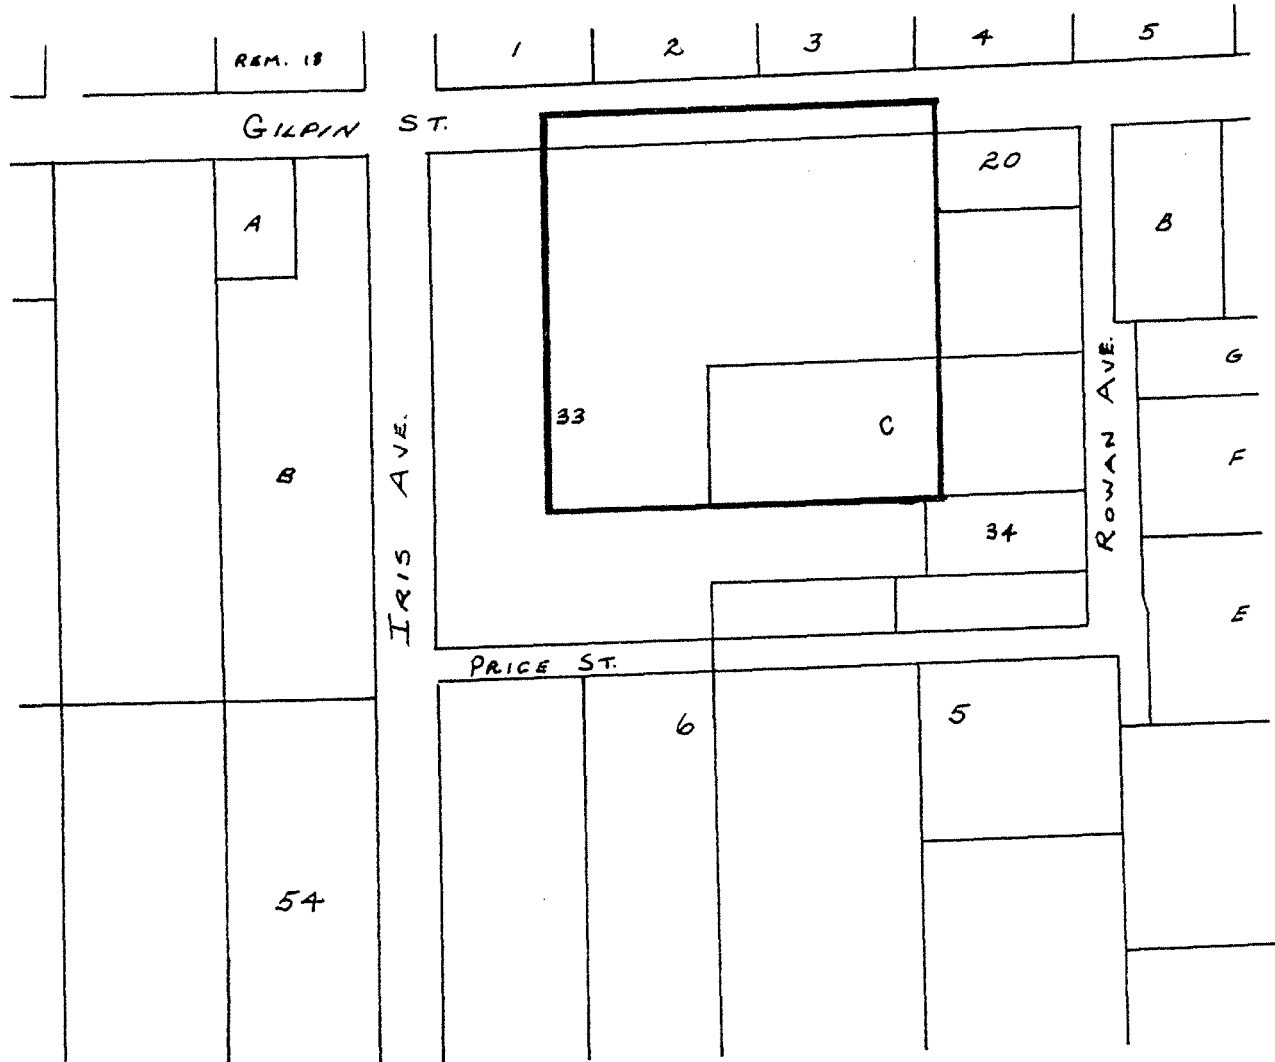 REM. 18
1
2
3
4
5
GILPIN ST.
20
A
B
G
33
C
B
IRIS AVE.
ROWAN AVE.
F
34
E
PRICE ST.
6
5
54